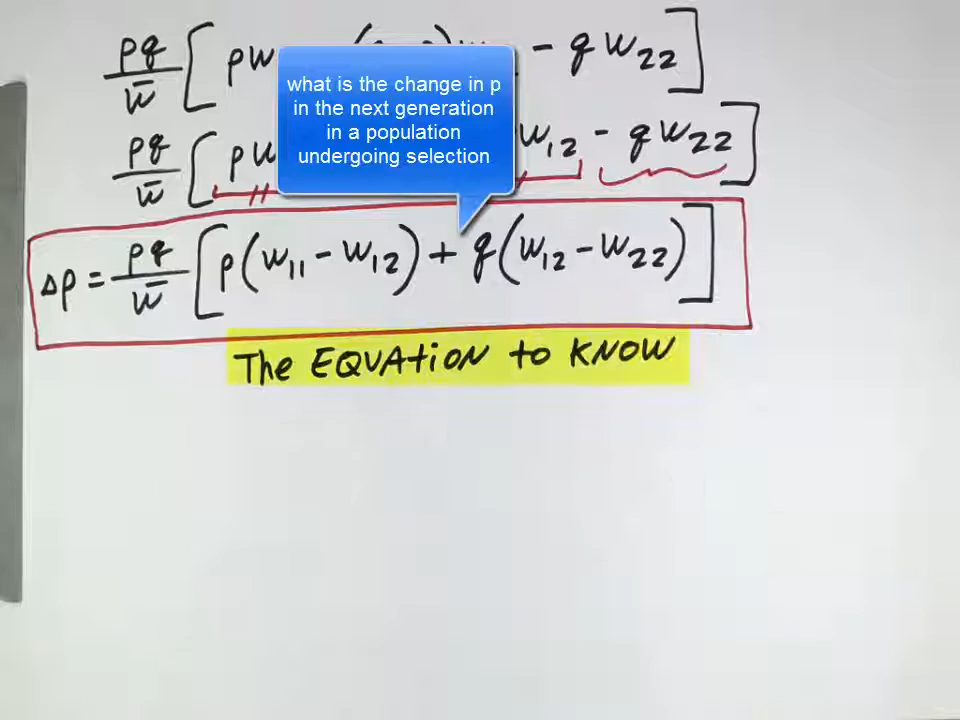 pq/w̄ [ pw - q w22 ]
what is the change in p
in the next generation
in a population
undergoing selection
pq/w̄ [ p w12 - q w22 ]
Δp = pq/w̄ [ p(w11 - w12) + q(w12 - w22) ]
The EQUATION to KNOW